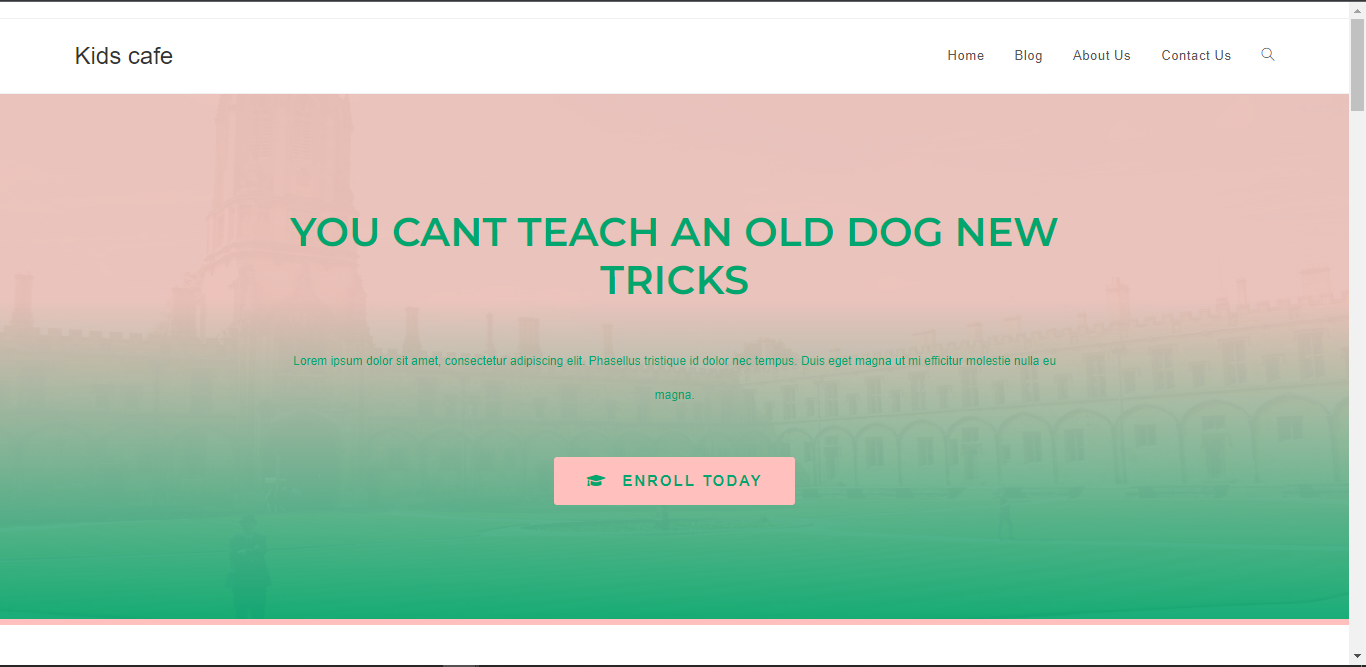 Kids cafe
Home Blog About Us Contact Us
YOU CANT TEACH AN OLD DOG NEW
TRICKS
Lorem ipsum dolor sit amet, consectetur adipiscing elit. Phasellus tristique id dolor nec tempus. Duis eget magna ut mi efficitur molestie nulla eu
magna.
ENROLL TODAY